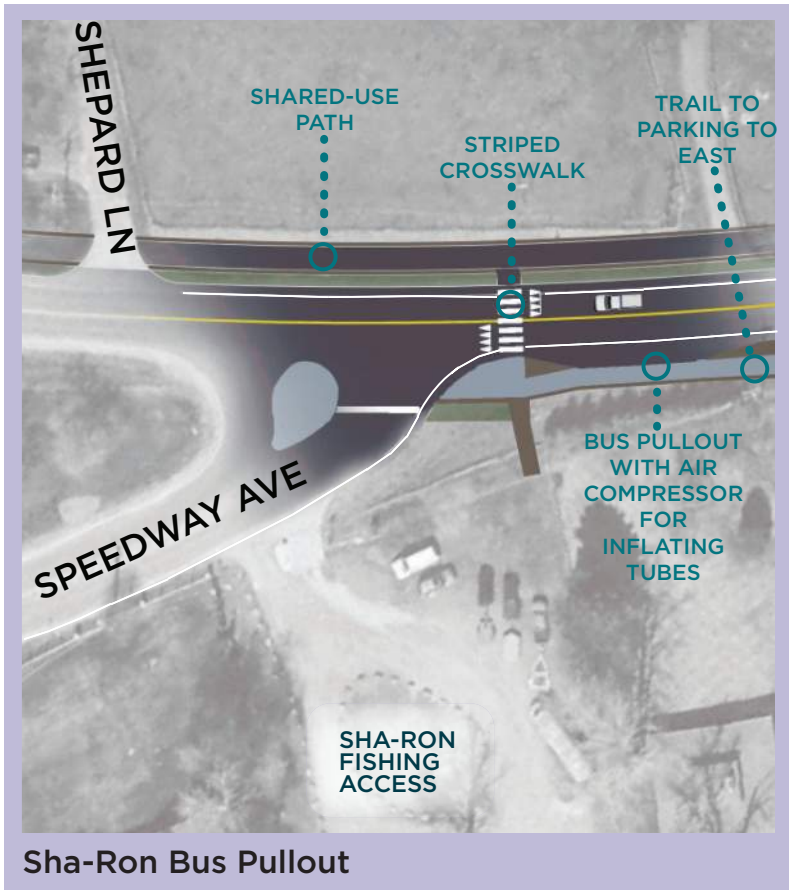 SHEPARD LN
SHARED-USE
PATH
STRIPED
CROSSWALK
TRAIL TO
PARKING TO
EAST
BUS PULLOUT
WITH AIR
COMPRESSOR
FOR
INFLATING
TUBES
SPEEDWAY AVE
SHA-RON
FISHING
ACCESS
Sha-Ron Bus Pullout